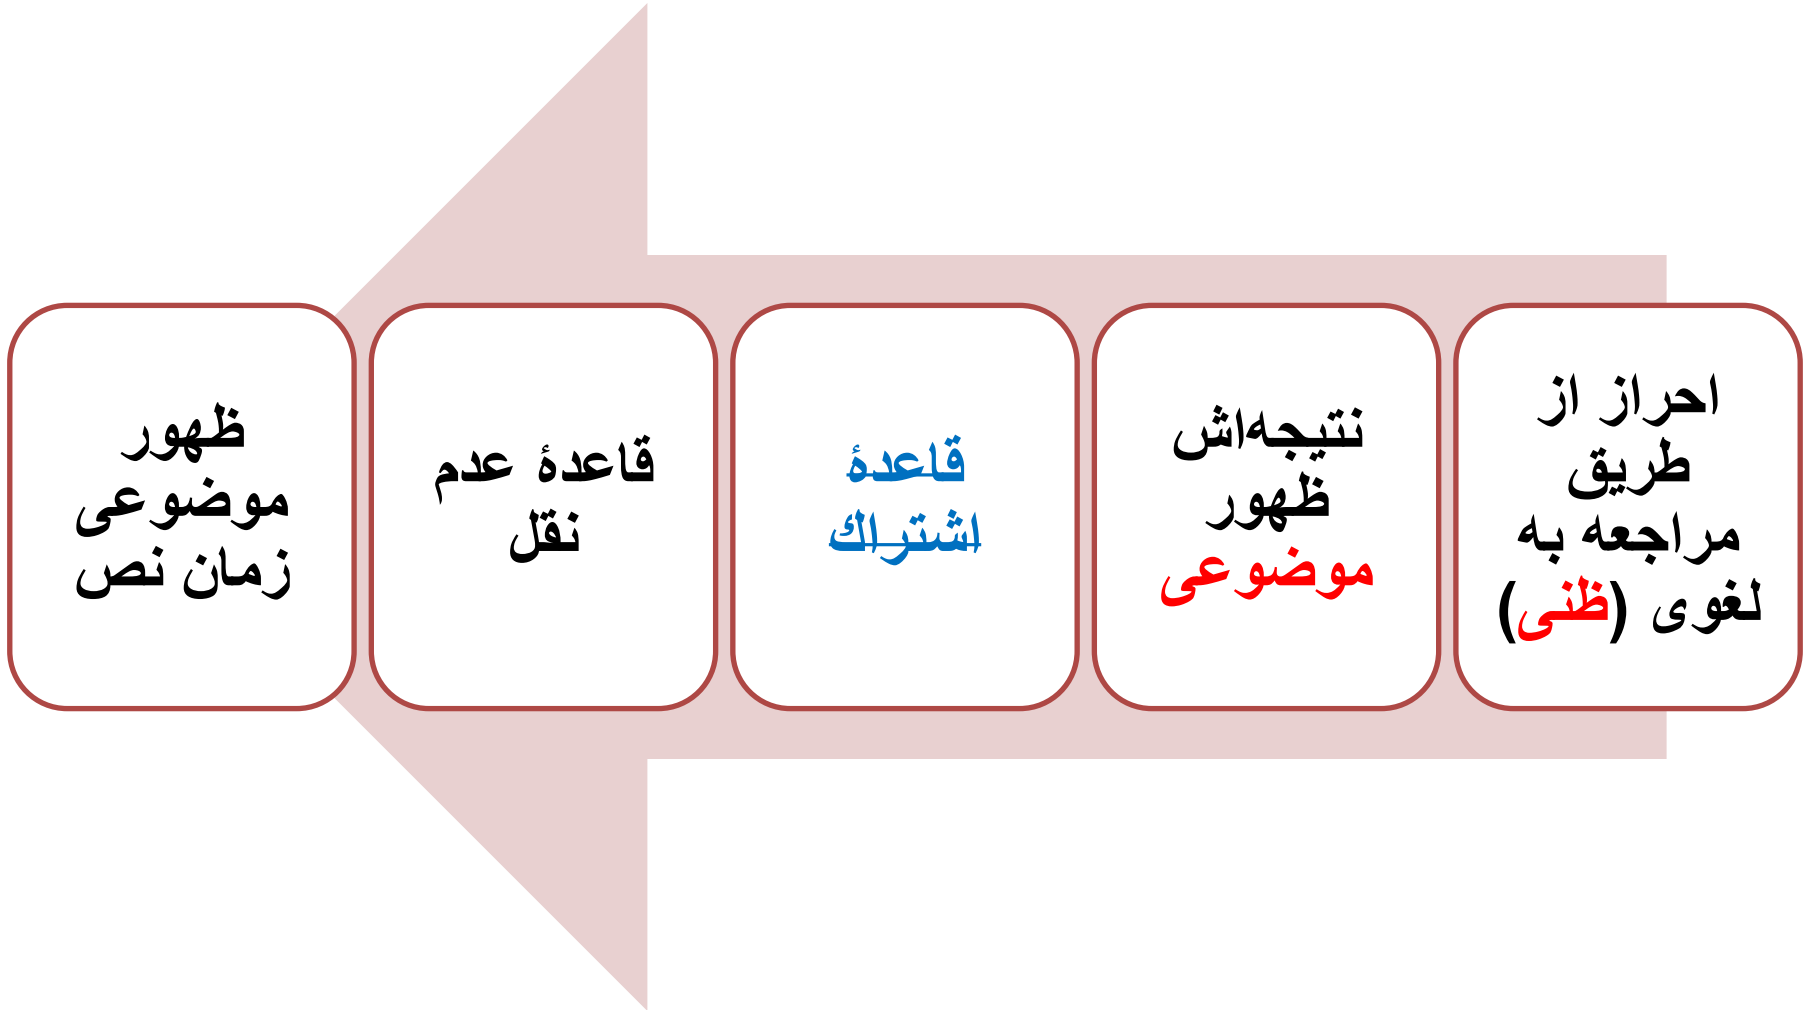 احراز از
طریق
مراجعه به
لغوی (ظنی)
نتیجه‌اش
ظهور
موضوعی
قاعدۀ
اشتراك
قاعدۀ عدم
نقل
ظهور
موضوعی
زمان نص